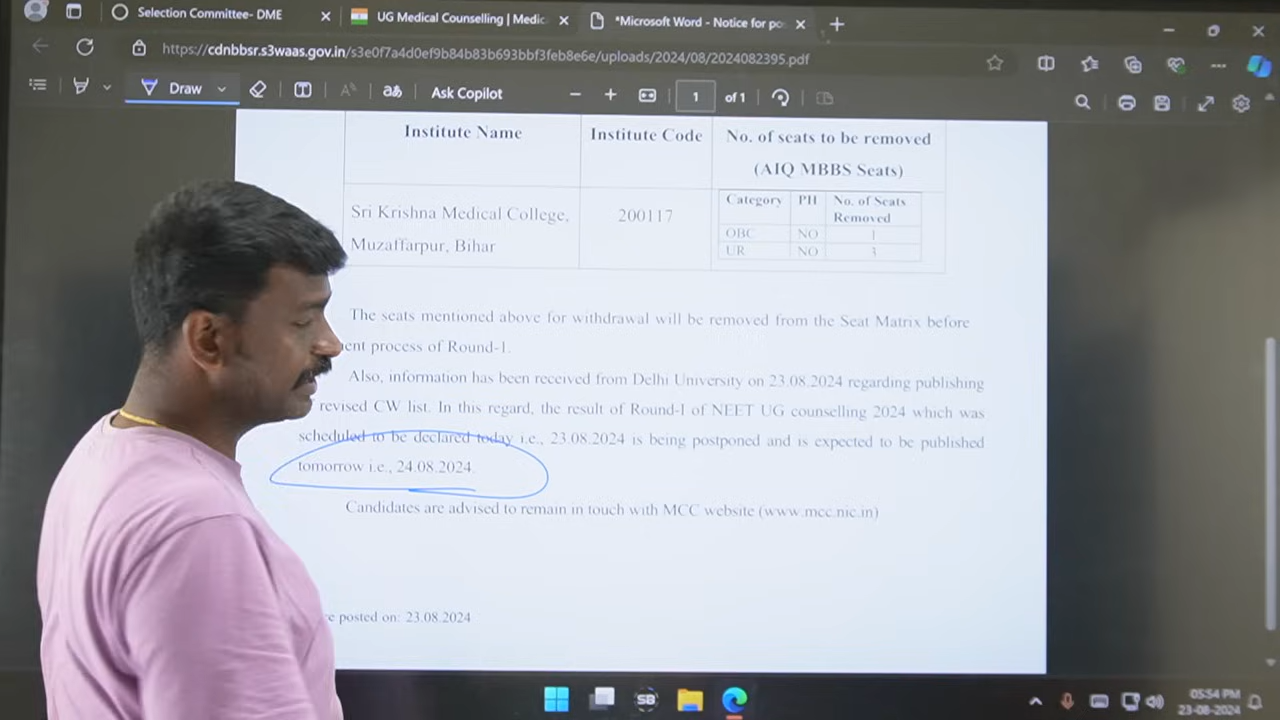 Selection Committee- DME
UG Medical Counselling | Medic
*Microsoft Word - Notice for po
https://cdnbbsr.s3waas.gov.in/s3e0f7a4d0ef9b84b83b693bbf3feb8e6e/uploads/2024/08/2024082395.pdf
Draw
aあ
Ask Copilot
1 of 1
Institute Name
Institute Code
No. of seats to be removed
(AIQ MBBS Seats)
Sri Krishna Medical College,
Muzaffarpur, Bihar
200117
Category PH No. of Seats
Removed
OBC NO 1
UR NO 3
The seats mentioned above for withdrawal will be removed from the Seat Matrix before
process of Round-1.
Also, information has been received from Delhi University on 23.08.2024 regarding publishing
revised CW list. In this regard, the result of Round-1 of NEET UG counselling 2024 which was
scheduled to be declared today i.e., 23.08.2024 is being postponed and is expected to be published
tomorrow i.e., 24.08.2024.
Candidates are advised to remain in touch with MCC website (www.mcc.nic.in)
posted on: 23.08.2024
SB
05:54 PM
23-08-2024